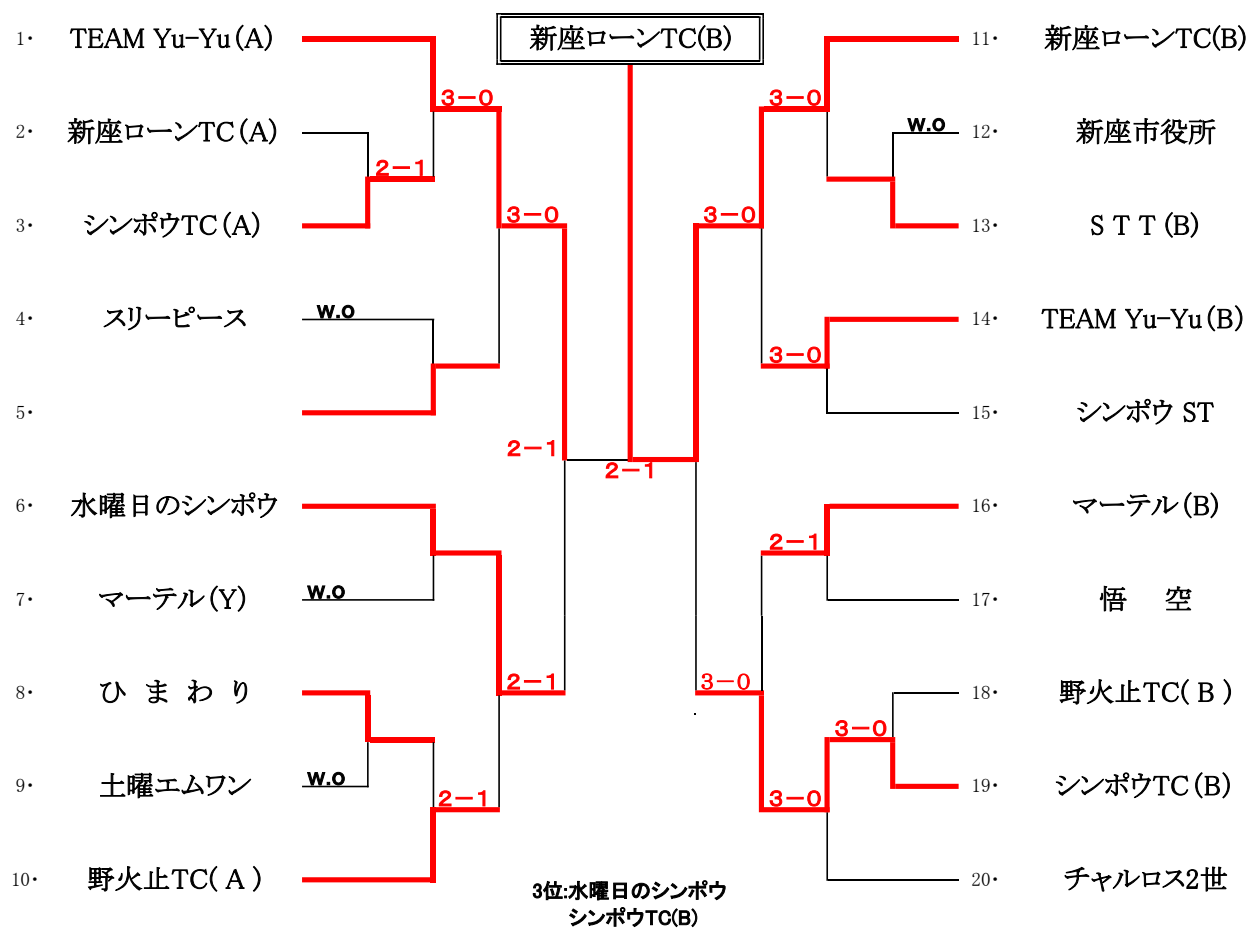 新座ローンTC(B)
1・ TEAM Yu-Yu(A)
3-0
2・ 新座ローンTC(A)
2-1
3・ シンポウTC(A)
3-0
4・ スリーピース W.O
5・
2-1
6・ 水曜日のシンポウ
7・ マーテル(Y) W.O
8・ ひ ま わ り
2-1
9・ 土曜エムワン W.O
2-1
10・ 野火止TC( A )
2-1
11・ 新座ローンTC(B)
3-0
W.O 12・ 新座市役所
3-0
13・ S T T (B)
14・ TEAM Yu-Yu(B)
3-0
15・ シンポウ ST
16・ マーテル(B)
2-1
17・ 悟 空
3-0
18・ 野火止TC( B )
3-0
19・ シンポウTC(B)
3-0
20・ チャルロス2世
3位:水曜日のシンポウ
シンポウTC(B)